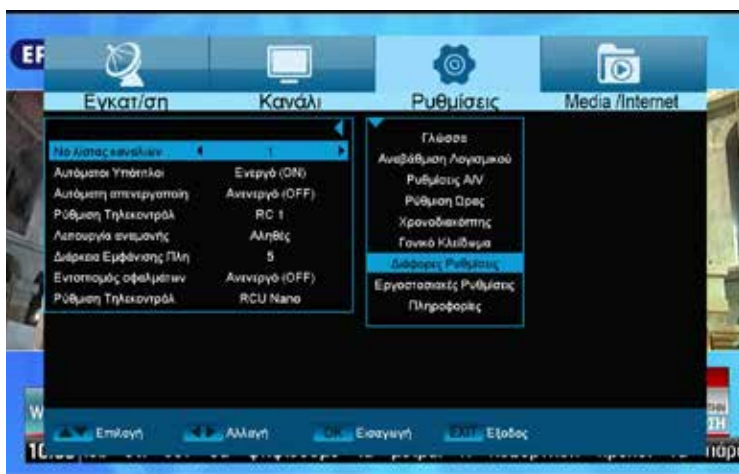 ΕΡ
Εγκατ/ση Κανάλι Ρυθμίσεις Media /Internet
Νο λίστας καναλιών 1
Αυτόματοι Υπότιτλοι Ενεργό (ON)
Αυτόματη απενεργοποίη Ανενεργό (OFF)
Ρύθμιση Τηλεκοντρόλ RC 1
Λειτουργία αναμονής Αληθές
Διάρκεια Εμφάνισης Πλη 5
Εντοπισμός σφαλμάτων Ανενεργό (OFF)
Ρύθμιση Τηλεκοντρόλ RCU Nano
Γλώσσα
Αναβάθμιση Λογισμικού
Ρυθμίσεις A/V
Ρύθμιση Ώρας
Χρονοδιακόπτης
Γονικό Κλείδωμα
Διάφορες Ρυθμίσεις
Εργοστασιακές Ρυθμίσεις
Πληροφορίες
W
Επιλογή Αλλαγή OK Εισαγωγή EXIT Έξοδος